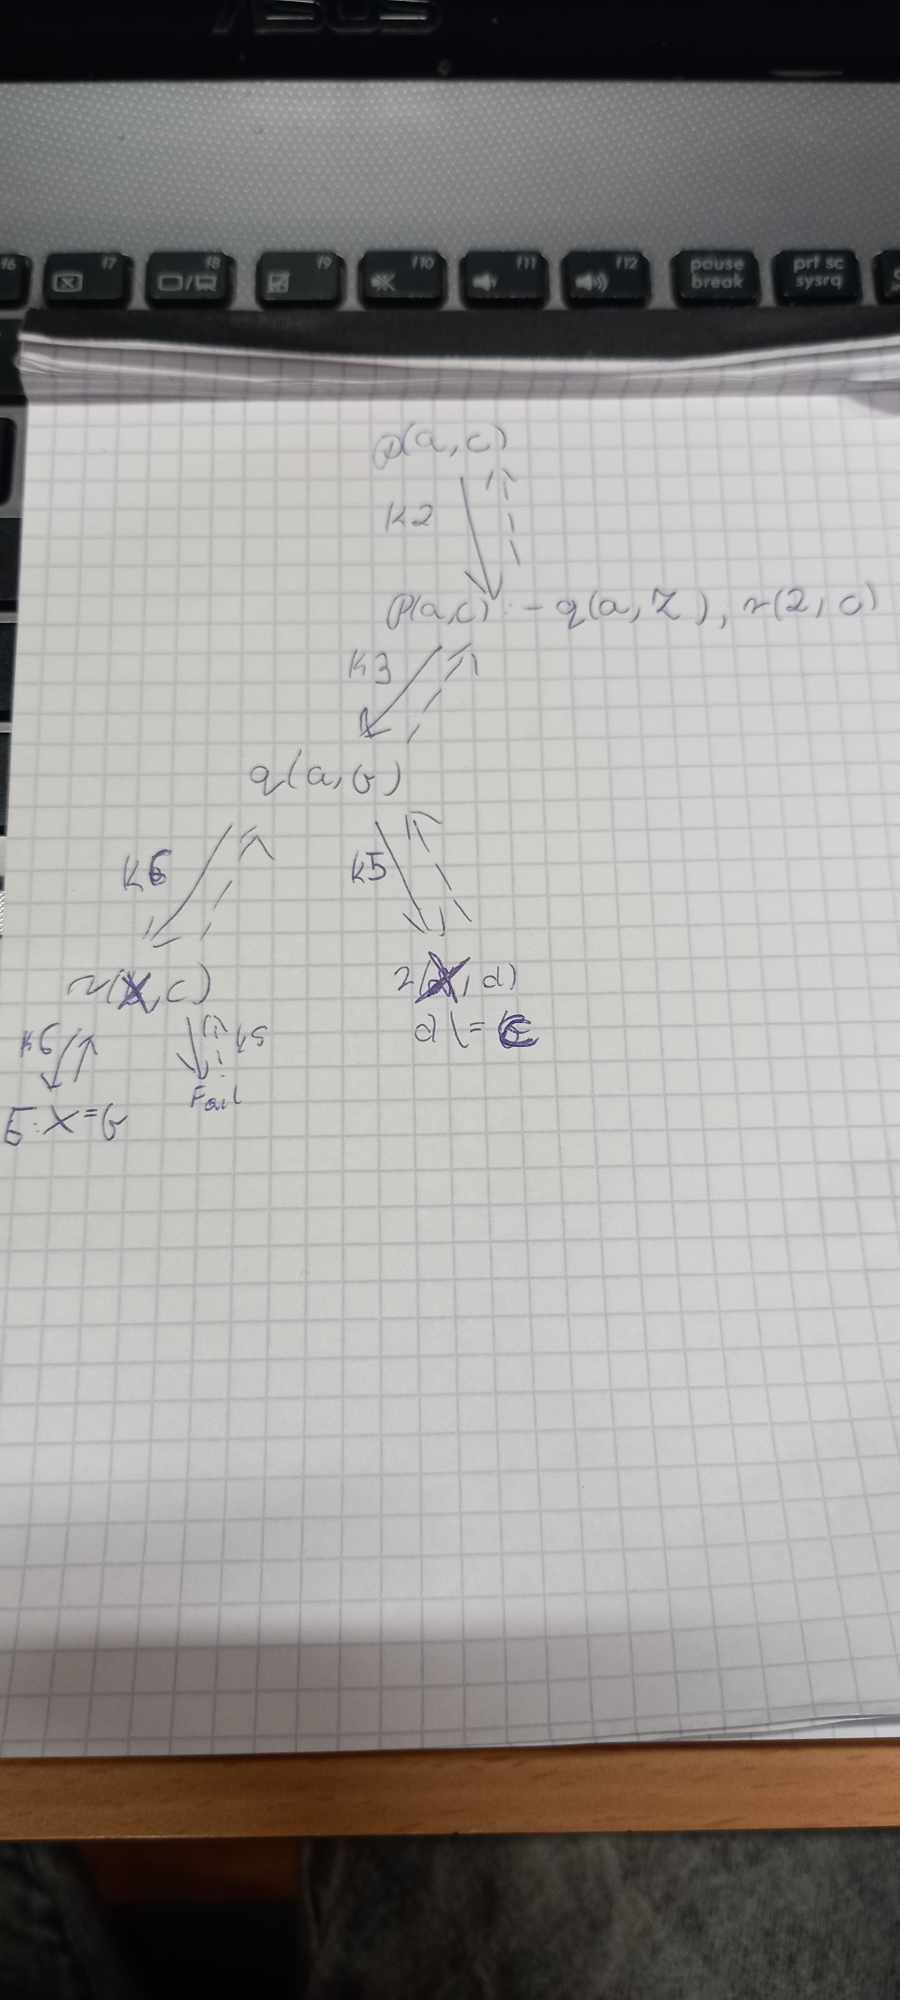 ASUS
f6 f7 f8 f9 f10 f11 f12 pause break prt sc sysrq
p(a,c)
K2
p(a,c) :- q(a,Z), r(Z,c)
K3
q(a,b)
K6 K5
r(X,c) r(X,d)
K6 K5 d \= c
Fail
E: X=b